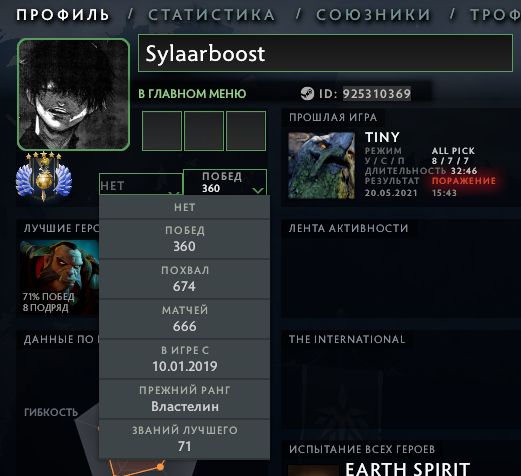 ПРОФИЛЬ / СТАТИСТИКА / СОЮЗНИКИ / ТРОФ
Sylaarboost
В ГЛАВНОМ МЕНЮ
ID: 925310369
НЕТ
ПОБЕД
360
НЕТ
ПОБЕД
360
ПОХВАЛ
674
МАТЧЕЙ
666
В ИГРЕ С
10.01.2019
ПРЕЖНИЙ РАНГ
Властелин
ЗВАНИЙ ЛУЧШЕГО
71
ПРОШЛАЯ ИГРА
TINY
РЕЖИМ ALL PICK
У / С / П 8 / 7 / 7
ДЛИТЕЛЬНОСТЬ 32:46
РЕЗУЛЬТАТ ПОРАЖЕНИЕ
20.05.2021 15:43
ЛУЧШИЕ ГЕРО
71% ПОБЕД
8 ПОДРЯД
ЛЕНТА АКТИВНОСТИ
ДАННЫЕ ПО
ГИБКОСТЬ
THE INTERNATIONAL
ИСПЫТАНИЕ ВСЕХ ГЕРОЕВ
EARTH SPIRIT